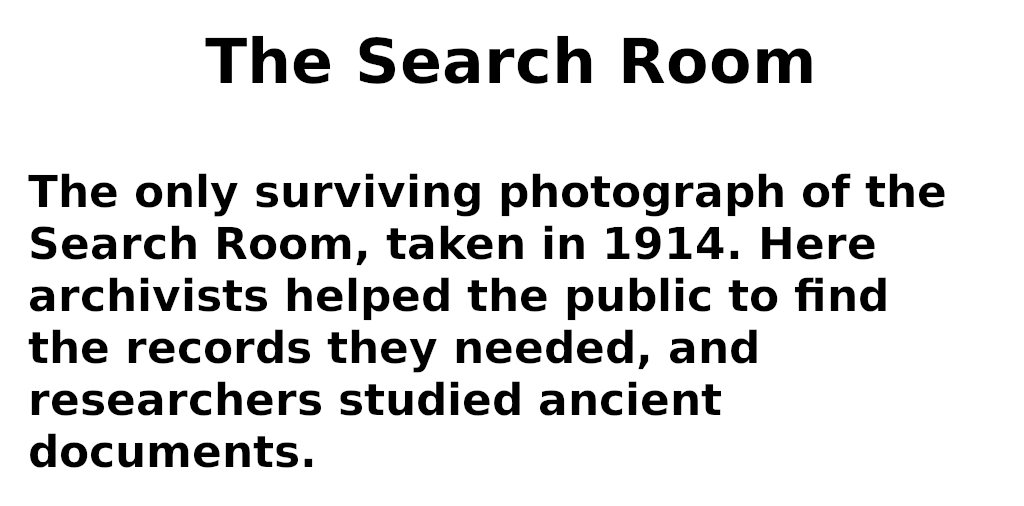 The Search Room
The only surviving photograph of the
Search Room, taken in 1914. Here
archivists helped the public to find
the records they needed, and
researchers studied ancient
documents.